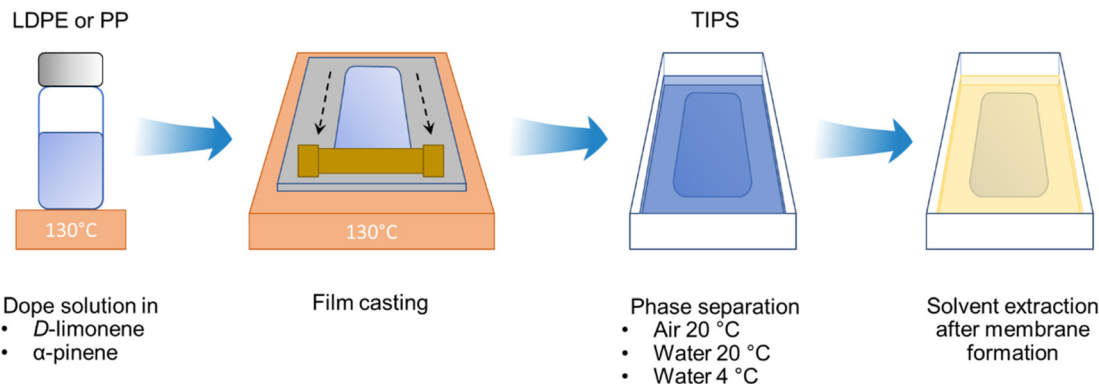 LDPE or PP
TIPS
130°C
130°C
Dope solution in
• D-limonene
• α-pinene
Film casting
Phase separation
• Air 20 °C
• Water 20 °C
• Water 4 °C
Solvent extraction
after membrane
formation